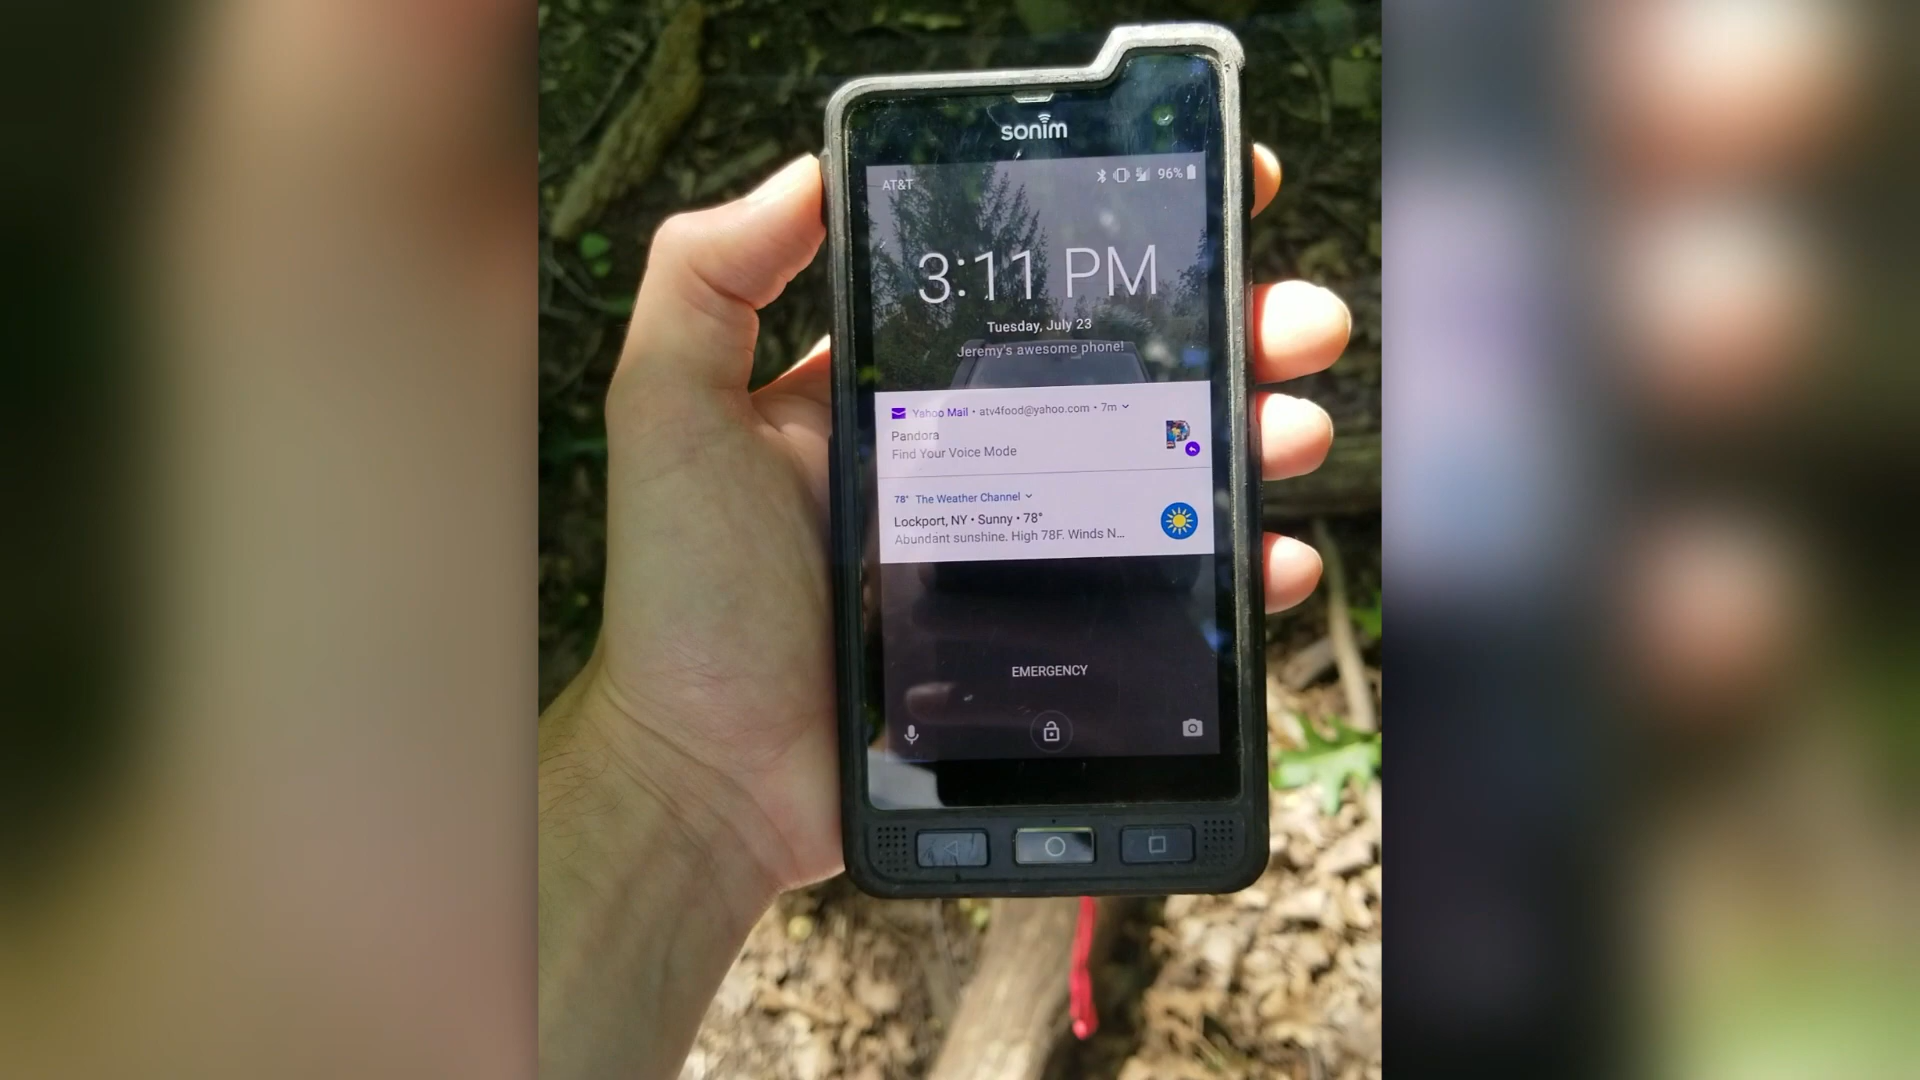 sonim
AT&T
96%
3:11 PM
Tuesday, July 23
Jeremy's awesome phone!
Yahoo Mail • atv4food@yahoo.com • 7m
Pandora
Find Your Voice Mode
78° The Weather Channel
Lockport, NY • Sunny • 78°
Abundant sunshine. High 78F. Winds N...
EMERGENCY